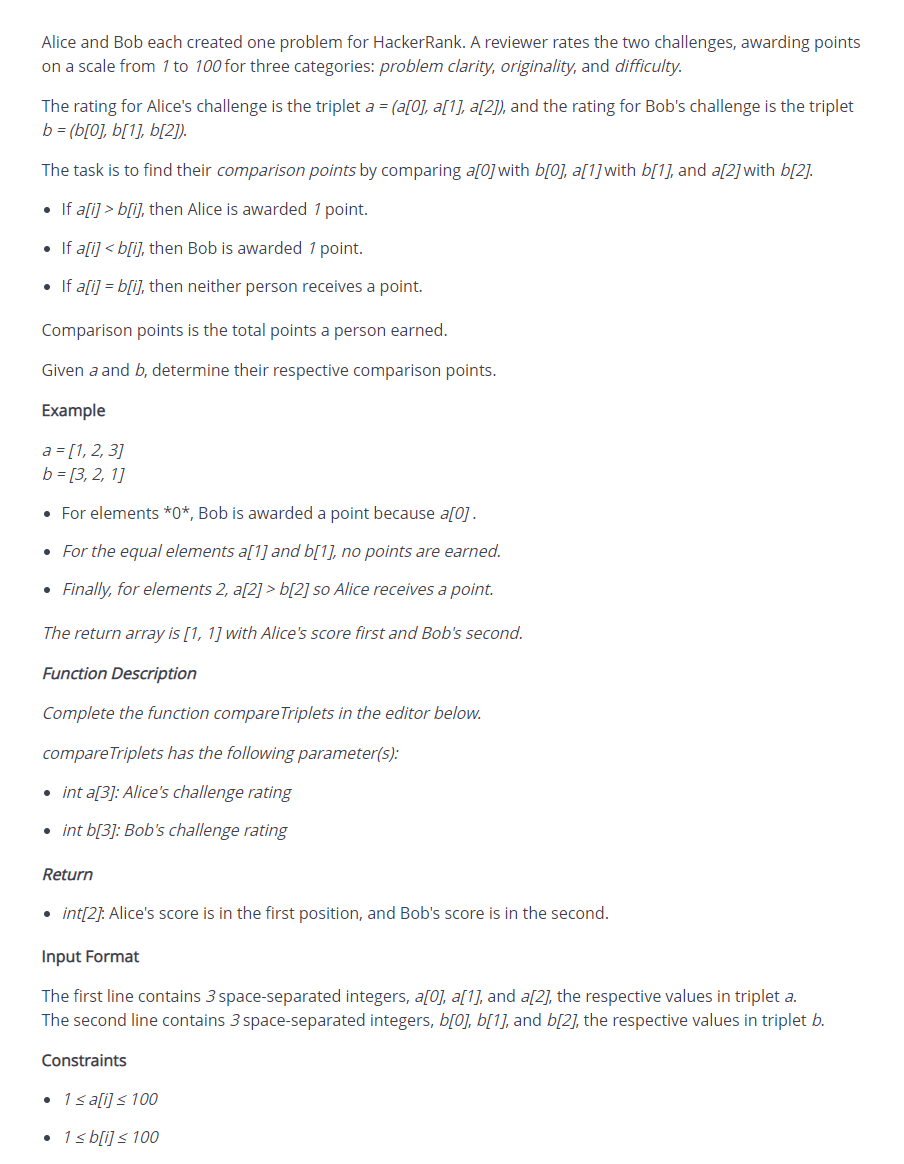 Alice and Bob each created one problem for HackerRank. A reviewer rates the two challenges, awarding points
on a scale from 1 to 100 for three categories: problem clarity, originality, and difficulty.
The rating for Alice's challenge is the triplet a = (a[0], a[1], a[2]), and the rating for Bob's challenge is the triplet
b = (b[0], b[1], b[2]).
The task is to find their comparison points by comparing a[0] with b[0], a[1] with b[1], and a[2] with b[2].
• If a[i] > b[i], then Alice is awarded 1 point.
• If a[i] < b[i], then Bob is awarded 1 point.
• If a[i] = b[i], then neither person receives a point.
Comparison points is the total points a person earned.
Given a and b, determine their respective comparison points.
Example
a = [1, 2, 3]
b = [3, 2, 1]
• For elements *0*, Bob is awarded a point because a[0] .
• For the equal elements a[1] and b[1], no points are earned.
• Finally, for elements 2, a[2] > b[2] so Alice receives a point.
The return array is [1, 1] with Alice's score first and Bob's second.
Function Description
Complete the function compareTriplets in the editor below.
compareTriplets has the following parameter(s):
• int a[3]: Alice's challenge rating
• int b[3]: Bob's challenge rating
Return
• int[2]: Alice's score is in the first position, and Bob's score is in the second.
Input Format
The first line contains 3 space-separated integers, a[0], a[1], and a[2], the respective values in triplet a.
The second line contains 3 space-separated integers, b[0], b[1], and b[2], the respective values in triplet b.
Constraints
• 1 ≤ a[i] ≤ 100
• 1 ≤ b[i] ≤ 100